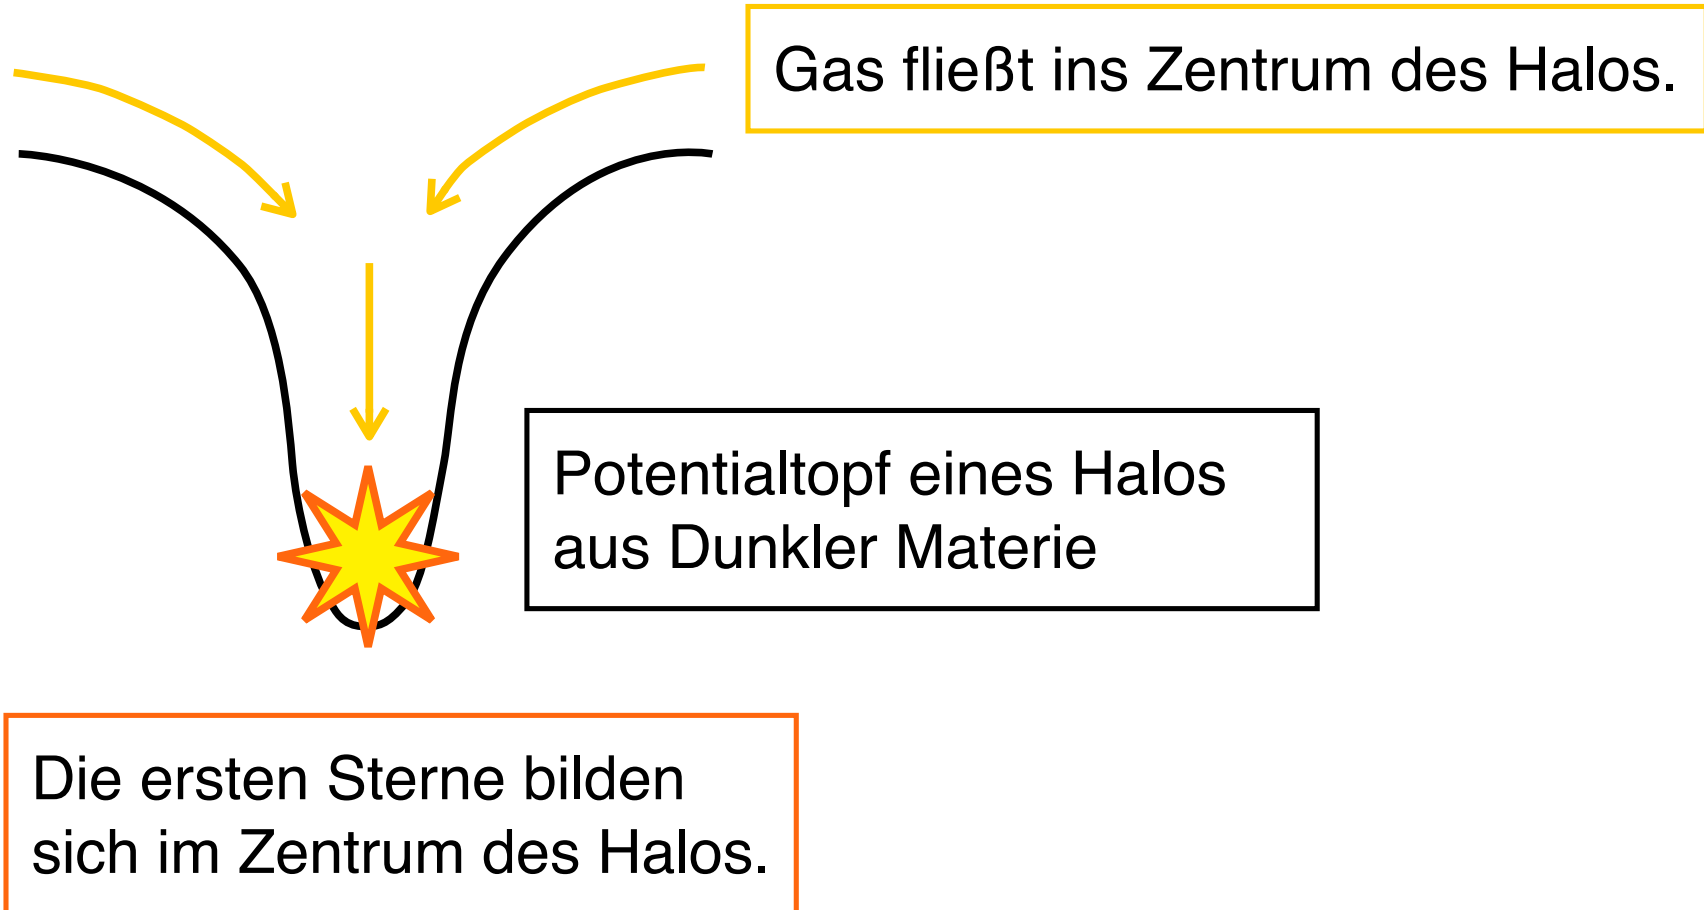 Gas fließt ins Zentrum des Halos.
Potentialtopf eines Halos
aus Dunkler Materie
Die ersten Sterne bilden
sich im Zentrum des Halos.